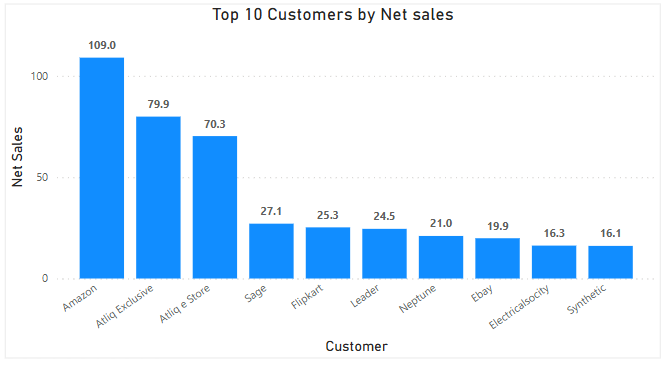 Top 10 Customers by Net sales
Net Sales
100
50
0
109.0
79.9
70.3
27.1
25.3
24.5
21.0
19.9
16.3
16.1
Amazon
Atliq Exclusive
Atliq e Store
Sage
Flipkart
Leader
Neptune
Ebay
Electricalsocity
Synthetic
Customer